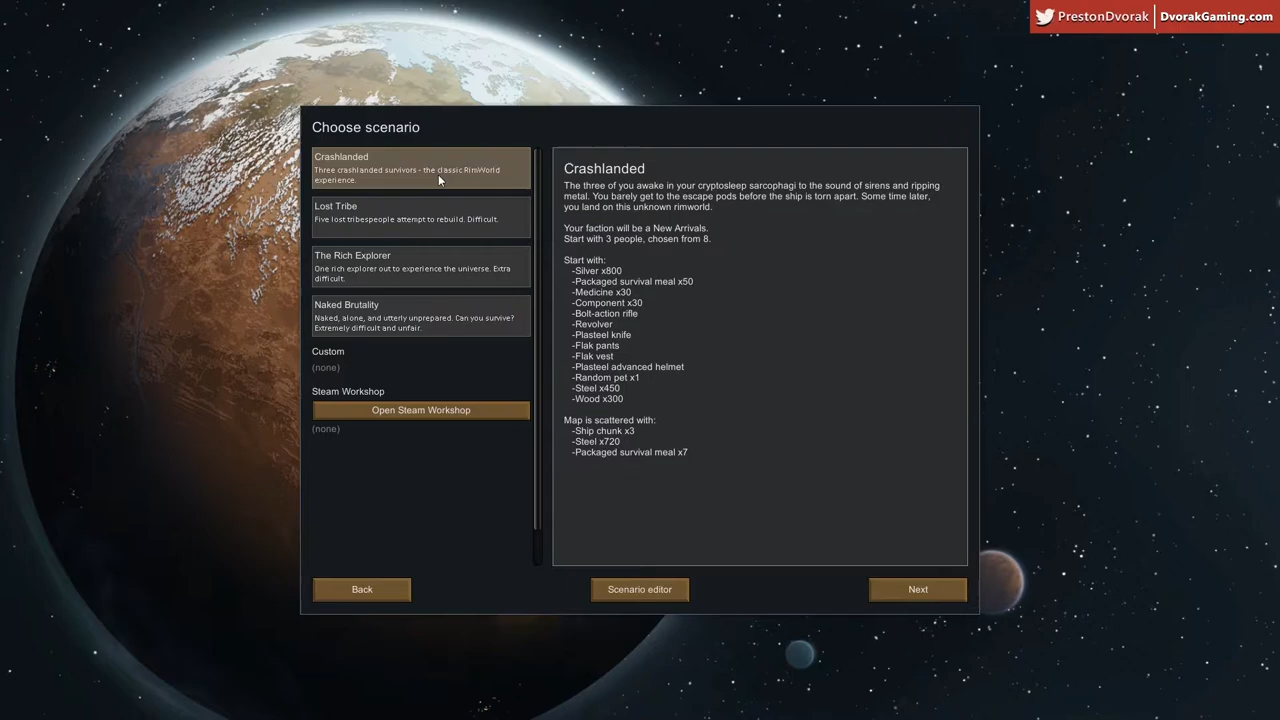 PrestonDvorak | DvorakGaming.com
Choose scenario
Crashlanded
Three crashlanded survivors - the classic RimWorld
experience.
Lost Tribe
Five lost tribespeople attempt to rebuild. Difficult.
The Rich Explorer
One rich explorer out to experience the universe. Extra
difficult.
Naked Brutality
Naked, alone, and utterly unprepared. Can you survive?
Extremely difficult and unfair.
Custom
(none)
Steam Workshop
Open Steam Workshop
(none)
Crashlanded
The three of you awake in your cryptosleep sarcophagi to the sound of sirens and ripping
metal. You barely get to the escape pods before the ship is torn apart. Some time later,
you land on this unknown rimworld.
Your faction will be a New Arrivals.
Start with 3 people, chosen from 8.
Start with:
-Silver x800
-Packaged survival meal x50
-Medicine x30
-Component x30
-Bolt-action rifle
-Revolver
-Plasteel knife
-Flak pants
-Flak vest
-Plasteel advanced helmet
-Random pet x1
-Steel x450
-Wood x300
Map is scattered with:
-Ship chunk x3
-Steel x720
-Packaged survival meal x7
Back
Scenario editor
Next